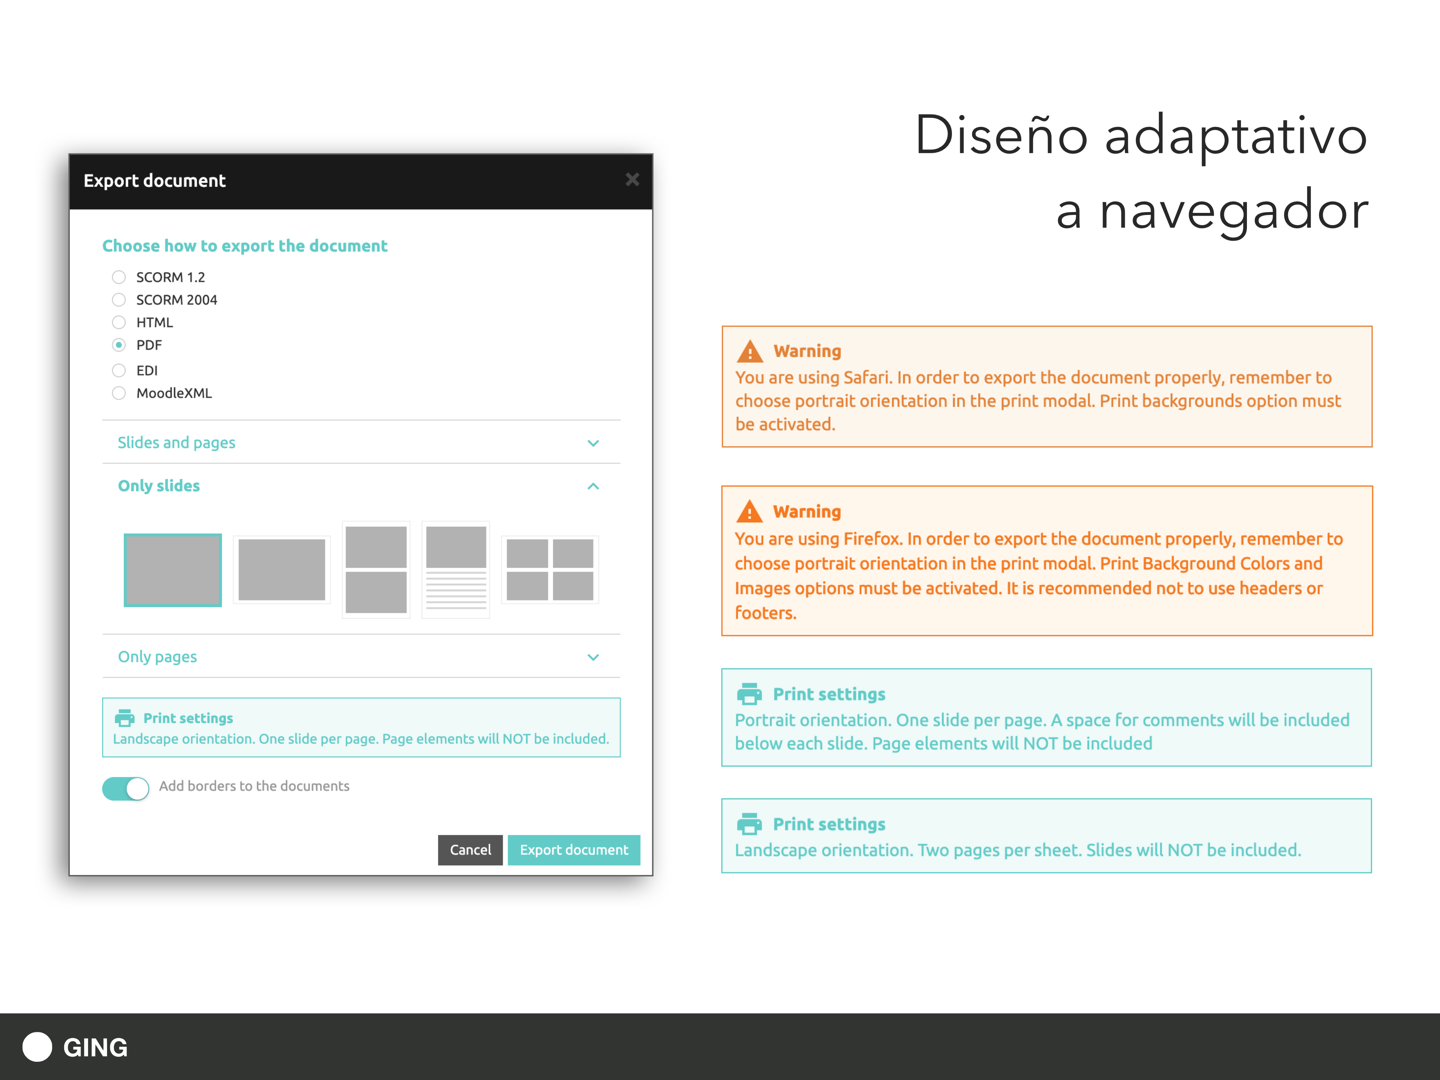 Diseño adaptativo
a navegador
Export document
Choose how to export the document
SCORM 1.2
SCORM 2004
HTML
PDF
EDI
MoodleXML
Slides and pages
Only slides
Only pages
Print settings
Landscape orientation. One slide per page. Page elements will NOT be included.
Add borders to the documents
Cancel
Export document
Warning
You are using Safari. In order to export the document properly, remember to
choose portrait orientation in the print modal. Print backgrounds option must
be activated.
Warning
You are using Firefox. In order to export the document properly, remember to
choose portrait orientation in the print modal. Print Background Colors and
Images options must be activated. It is recommended not to use headers or
footers.
Print settings
Portrait orientation. One slide per page. A space for comments will be included
below each slide. Page elements will NOT be included
Print settings
Landscape orientation. Two pages per sheet. Slides will NOT be included.
GING